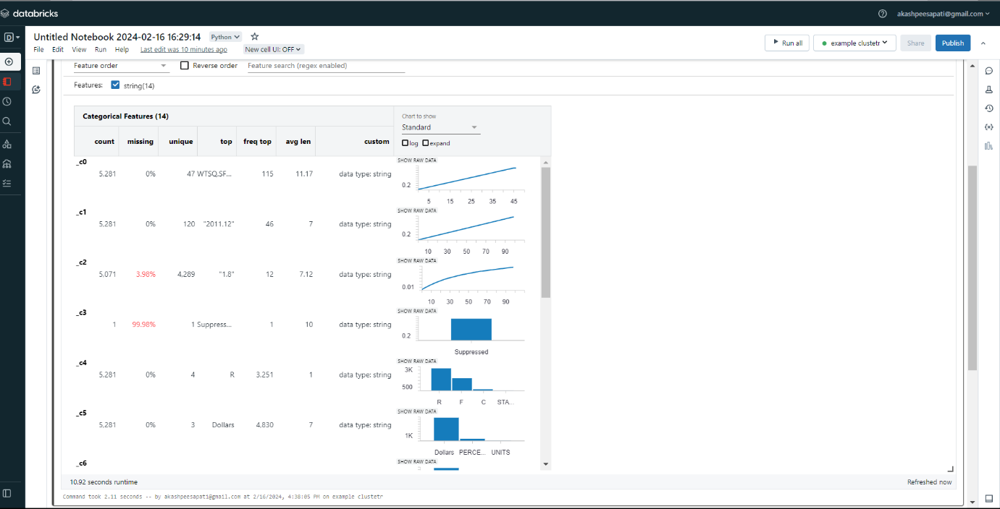 databricks
akashpeesapati@gmail.com
D
Untitled Notebook 2024-02-16 16:29:14 Python
File Edit View Run Help Last edit was 10 minutes ago New cell UI: OFF
Run all example clustetr Share Publish
Feature order Reverse order Feature search (regex enabled)
Features: string(14)
Categorical Features (14)
Chart to show
Standard
log expand
count missing unique top freq top avg len custom
_c0
SHOW RAW DATA
5,281 0% 47 WTSQ.SF... 115 11.17 data type: string
0.2
5 15 25 35 45
_c1
SHOW RAW DATA
5,281 0% 120 "2011.12" 46 7 data type: string
0.2
10 30 50 70 90
_c2
SHOW RAW DATA
5,071 3.98% 4,289 "1.8" 12 7.12 data type: string
0.01
10 30 50 70 90
_c3
SHOW RAW DATA
1 99.98% 1 Suppress... 1 10 data type: string
0.2
Suppressed
_c4
SHOW RAW DATA
3K
5,281 0% 4 R 3,251 1 data type: string
500
R F C STA...
_c5
SHOW RAW DATA
5,281 0% 3 Dollars 4,830 7 data type: string
1K
Dollars PERCE... UNITS
_c6
SHOW RAW DATA
10.92 seconds runtime
Refreshed now
Command took 2.11 seconds -- by akashpeesapati@gmail.com at 2/16/2024, 4:38:05 PM on example clustetr